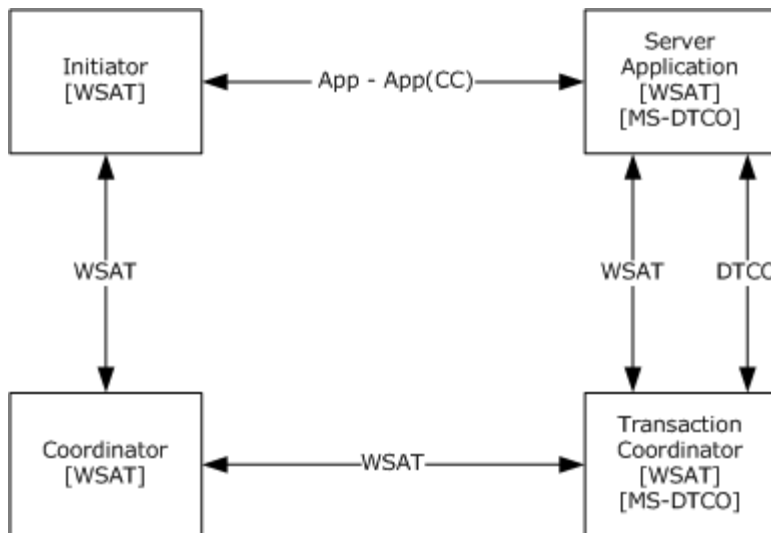 Initiator
[WSAT]
App - App(CC)
Server
Application
[WSAT]
[MS-DTCO]
WSAT
WSAT
DTCO
Coordinator
[WSAT]
WSAT
Transaction
Coordinator
[WSAT]
[MS-DTCO]